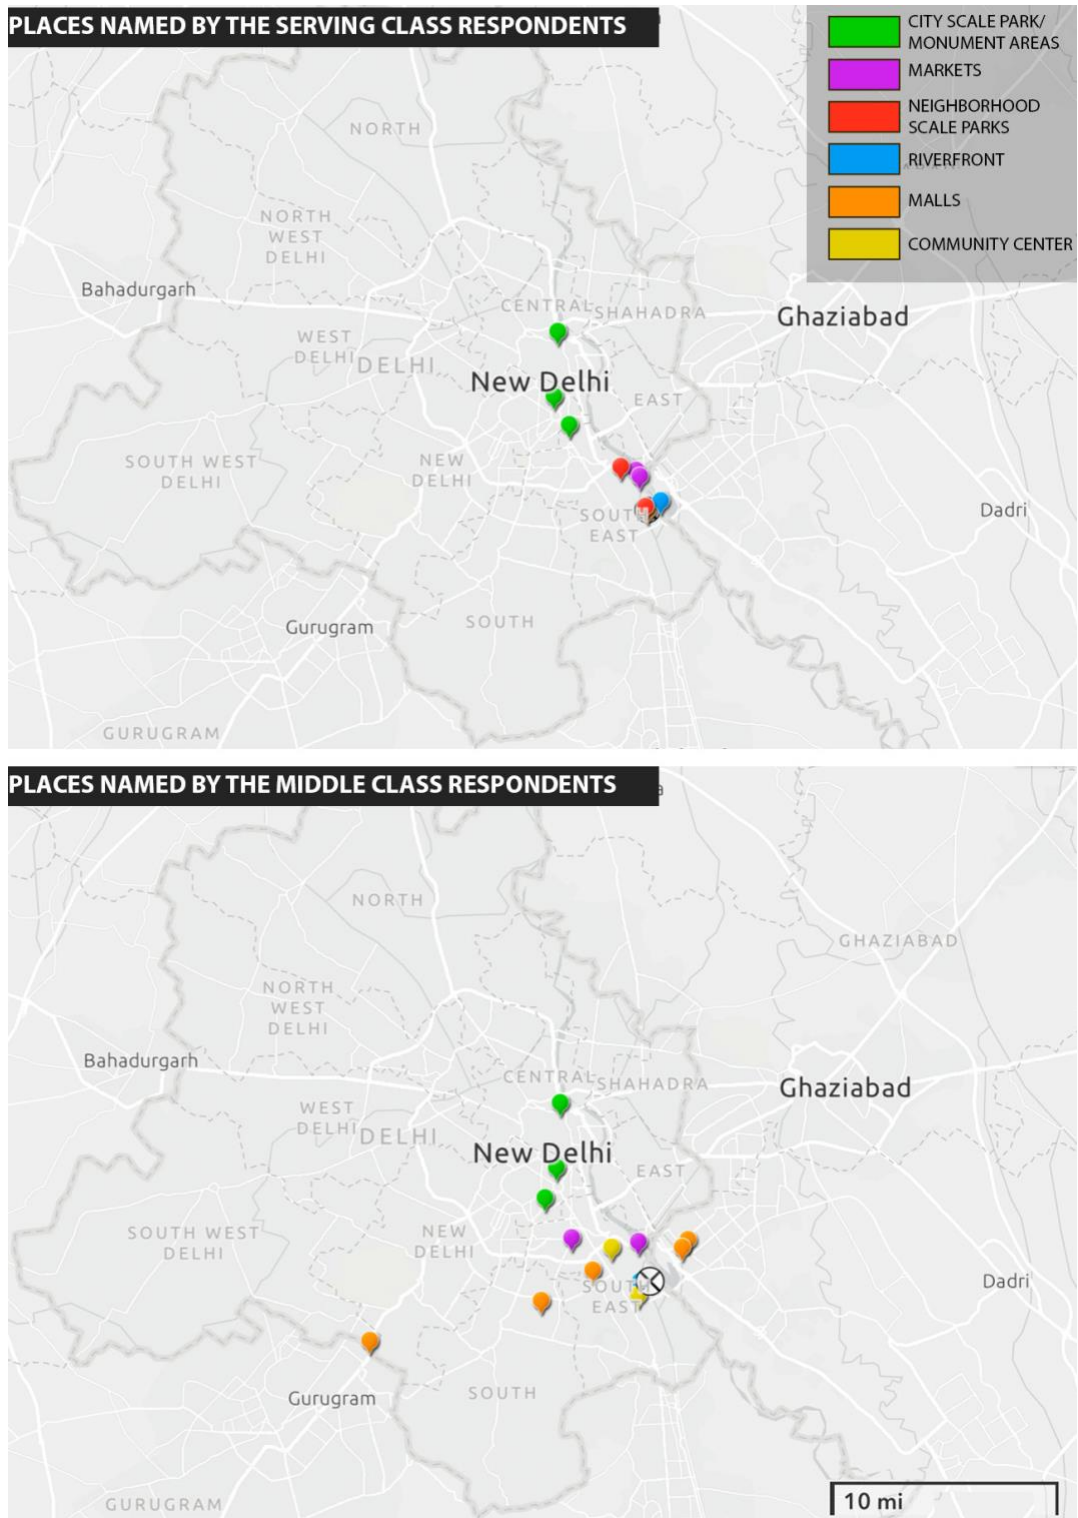 PLACES NAMED BY THE SERVING CLASS RESPONDENTS
CITY SCALE PARK/
MONUMENT AREAS
MARKETS
NEIGHBORHOOD
SCALE PARKS
RIVERFRONT
MALLS
COMMUNITY CENTER
NORTH
NORTH
WEST
DELHI
Bahadurgarh
CENTRAL
SHAHADRA
Ghaziabad
WEST
DELHI
DELHI
New Delhi
EAST
SOUTH WEST
DELHI
NEW
DELHI
Dadri
SOUTH
EAST
Gurugram
SOUTH
GURUGRAM
PLACES NAMED BY THE MIDDLE CLASS RESPONDENTS
NORTH
GHAZIABAD
NORTH
WEST
DELHI
Bahadurgarh
CENTRAL
SHAHADRA
Ghaziabad
WEST
DELHI
DELHI
New Delhi
EAST
SOUTH WEST
DELHI
NEW
DELHI
Dadri
SOUTH
EAST
Gurugram
SOUTH
GURUGRAM
10 mi